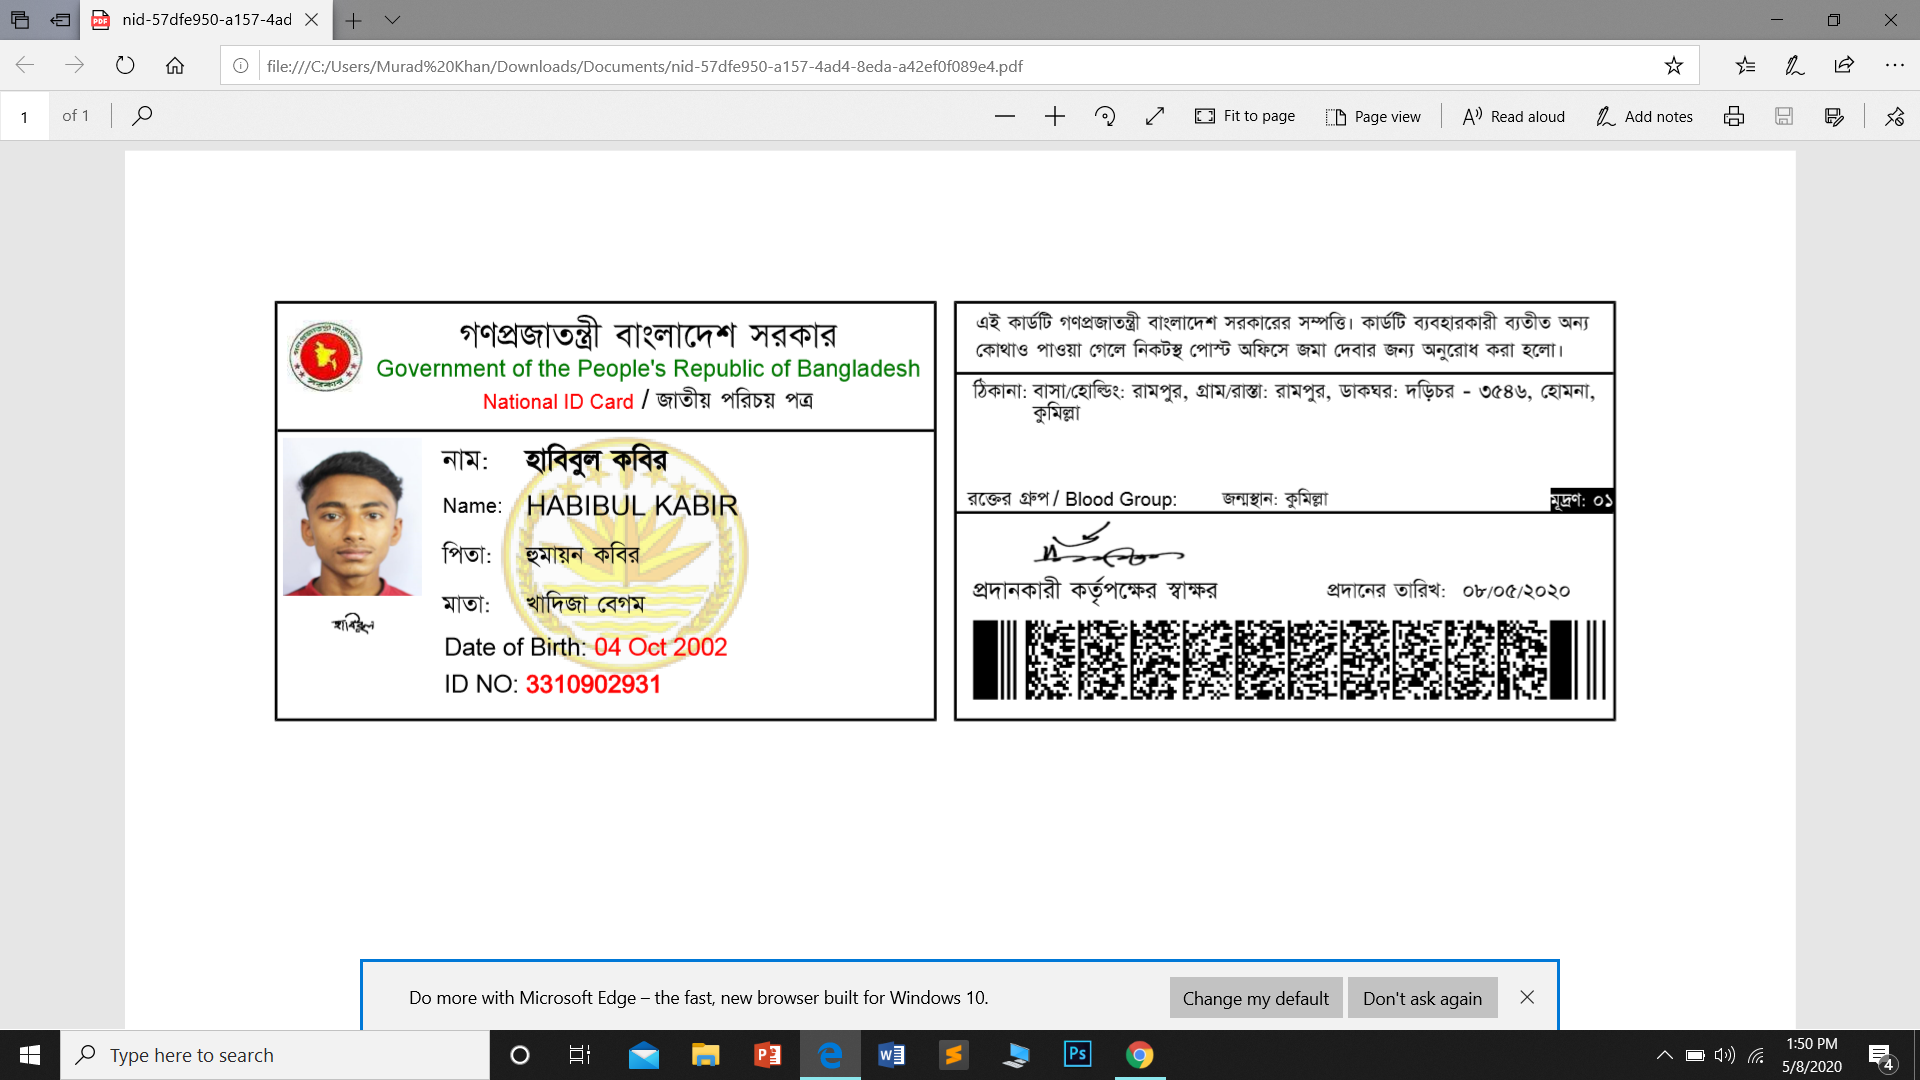 nid-57dfe950-a157-4ad
file:///C:/Users/Murad%20Khan/Downloads/Documents/nid-57dfe950-a157-4ad4-8eda-a42ef0f089e4.pdf
1 of 1 Fit to page Page view Read aloud Add notes
গণপ্রজাতন্ত্রী বাংলাদেশ সরকার
Government of the People's Republic of Bangladesh
National ID Card / জাতীয় পরিচয় পত্র
নাম: হাবিবুল কবির
Name: HABIBUL KABIR
পিতা: হুমায়ন কবির
মাতা: খাদিজা বেগম
Date of Birth: 04 Oct 2002
ID NO: 3310902931
হাবিবুল
এই কার্ডটি গণপ্রজাতন্ত্রী বাংলাদেশ সরকারের সম্পত্তি। কার্ডটি ব্যবহারকারী ব্যতীত অন্য
কোথাও পাওয়া গেলে নিকটস্থ পোস্ট অফিসে জমা দেবার জন্য অনুরোধ করা হলো।
ঠিকানা: বাসা/হোল্ডিং: রামপুর, গ্রাম/রাস্তা: রামপুর, ডাকঘর: দড়িচর - ৩৫৪৬, হোমনা,
কুমিল্লা
রক্তের গ্রুপ / Blood Group: জন্মস্থান: কুমিল্লা মূদ্রণ: ০১
প্রদানকারী কর্তৃপক্ষের স্বাক্ষর প্রদানের তারিখ: ০৮/০৫/২০২০
Do more with Microsoft Edge – the fast, new browser built for Windows 10. Change my default Don't ask again
Type here to search
1:50 PM
5/8/2020
4